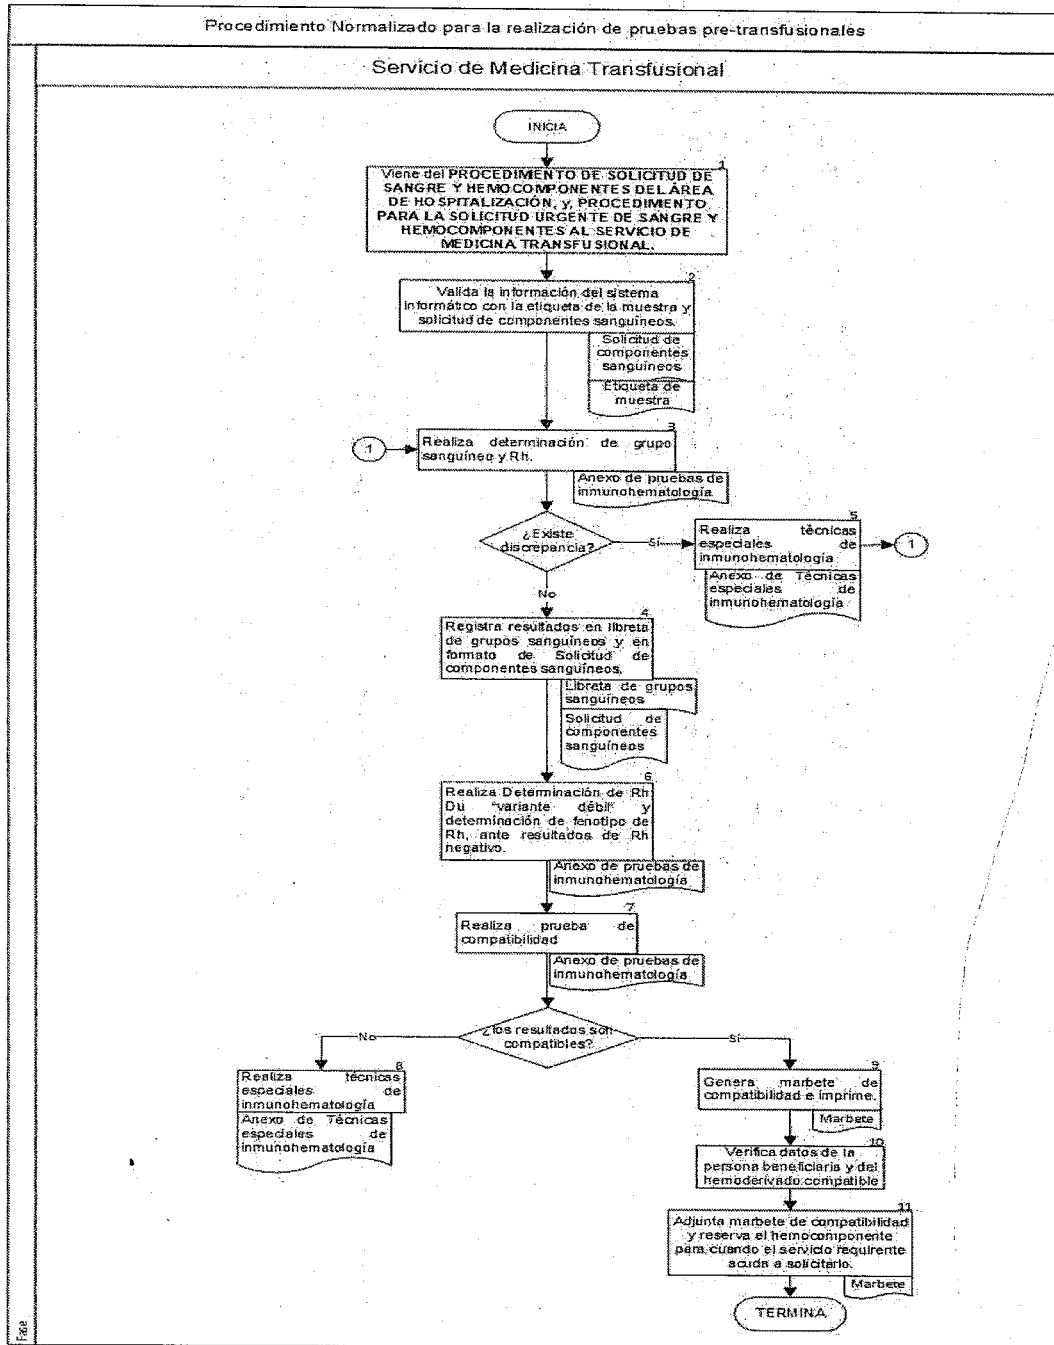 Procedimiento Normalizado para la realización de pruebas pre-transfusionales
Servicio de Medicina Transfusional
INICIA
1
Viene del PROCEDIMIENTO DE SOLICITUD DE
SANGRE Y HEMOCOMPONENTES DEL ÁREA
DE HOSPITALIZACIÓN, y, PROCEDIMIENTO
PARA LA SOLICITUD URGENTE DE SANGRE Y
HEMOCOMPONENTES AL SERVICIO DE
MEDICINA TRANSFUSIONAL.
2
Valida la información del sistema
informático con la etiqueta de la muestra y
solicitud de componentes sanguíneos.
Solicitud de
componentes
sanguíneos
Etiqueta de
muestra
3
1
Realiza determinación de grupo
sanguíneo y Rh.
Anexo de pruebas de
inmunohematología
¿Existe
discrepancia?
Sí
5
Realiza técnicas
especiales de
inmunohematología
1
Anexo de Técnicas
especiales de
inmunohematología
No
4
Registra resultados en libreta
de grupos sanguíneos y en
formato de Solicitud de
componentes sanguíneos.
Libreta de grupos
sanguíneos
Solicitud de
componentes
sanguíneos
6
Realiza Determinación de Rh
Du "variante débil" y
determinación de fenotipo de
Rh, ante resultados de Rh
negativo.
Anexo de pruebas de
inmunohematología
7
Realiza prueba de
compatibilidad
Anexo de pruebas de
inmunohematología
¿los resultados son
compatibles?
No
Sí
8
Realiza técnicas
especiales de
inmunohematología
Anexo de Técnicas
especiales de
inmunohematología
9
Genera marbete de
compatibilidad e imprime.
Marbete
10
Verifica datos de la
persona beneficiaria y del
hemoderivado compatible
11
Adjunta marbete de compatibilidad
y reserva el hemocomponente
para cuando el servicio requirente
acuda a solicitarlo.
Marbete
TERMINA
Fase